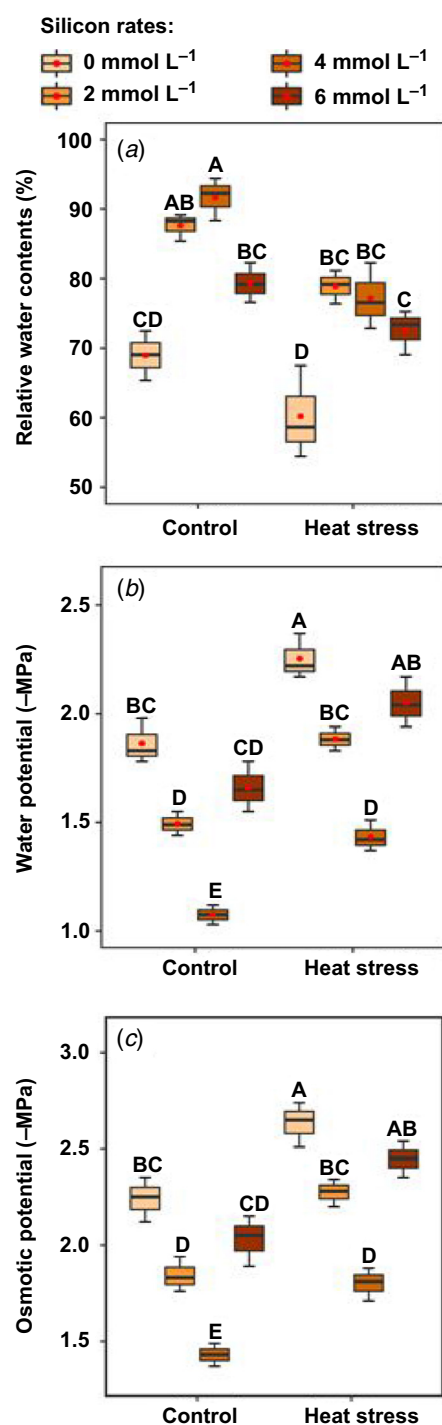 Silicon rates:
0 mmol L⁻¹ 4 mmol L⁻¹
2 mmol L⁻¹ 6 mmol L⁻¹
(a)
Relative water contents (%)
100
90
80
70
60
50
CD AB A BC D BC BC C
Control Heat stress
(b)
Water potential (–MPa)
2.5
2.0
1.5
1.0
BC D E CD A BC D AB
Control Heat stress
(c)
Osmotic potential (–MPa)
3.0
2.5
2.0
1.5
BC D E CD A BC D AB
Control Heat stress